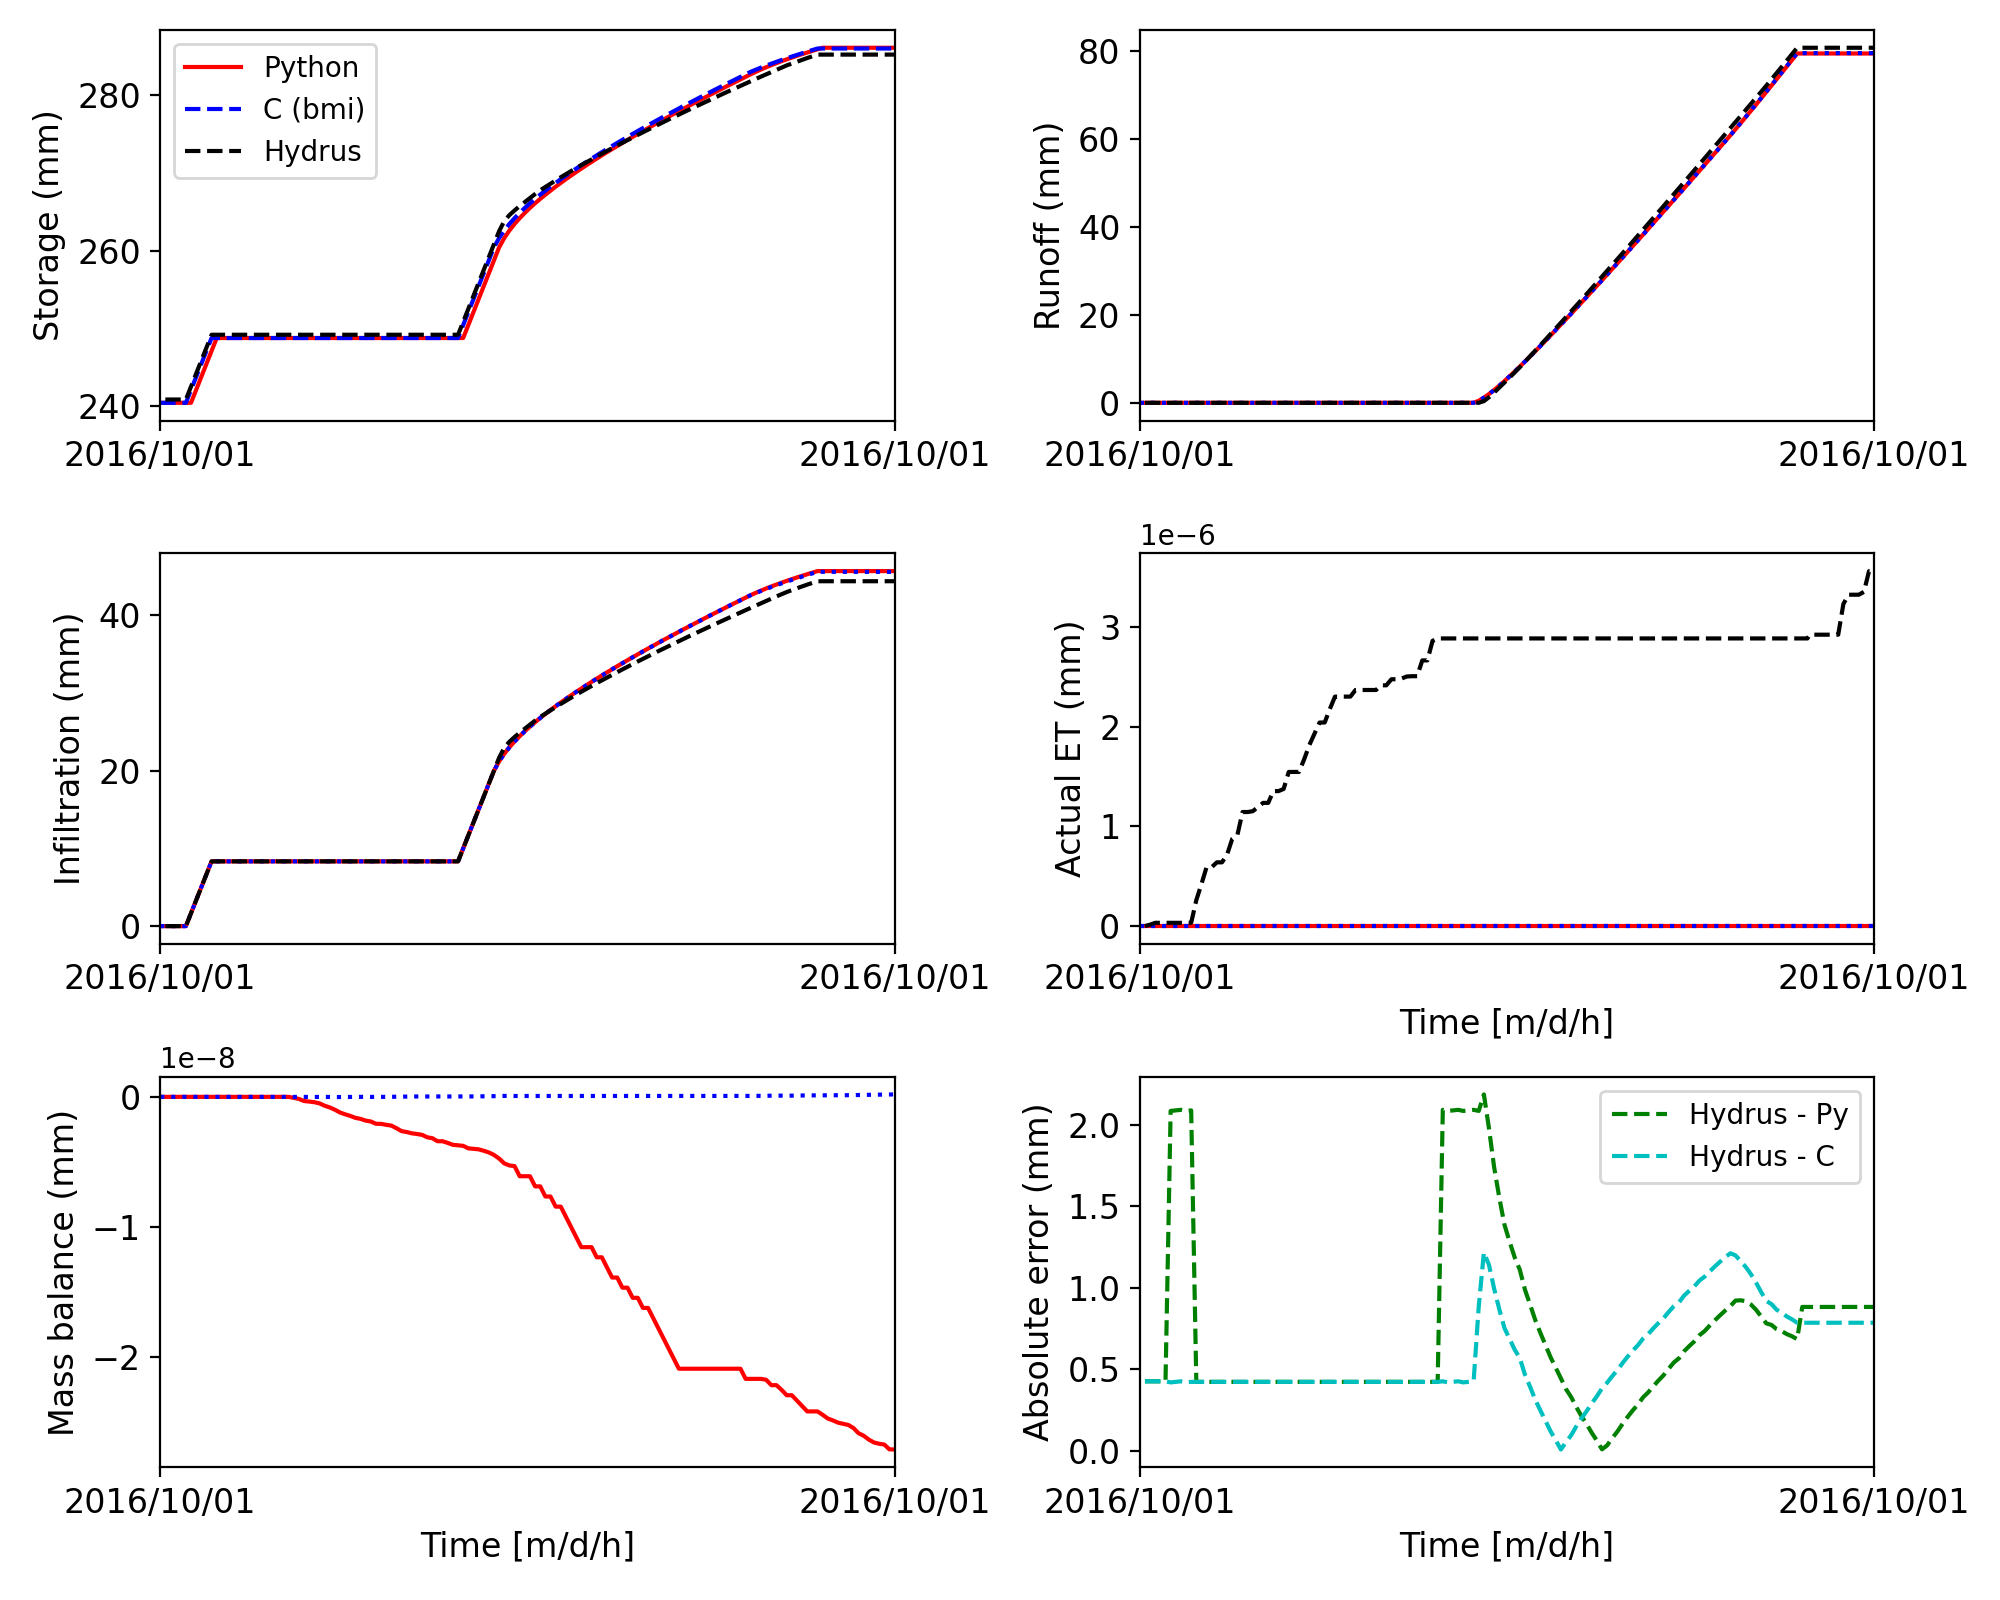 Storage (mm)
280
260
240
Python
C (bmi)
Hydrus
2016/10/01
2016/10/01
Runoff (mm)
80
60
40
20
0
2016/10/01
2016/10/01
Infiltration (mm)
40
20
0
2016/10/01
2016/10/01
1e−6
Actual ET (mm)
3
2
1
0
2016/10/01
2016/10/01
Time [m/d/h]
1e−8
Mass balance (mm)
0
−1
−2
2016/10/01
2016/10/01
Time [m/d/h]
Absolute error (mm)
2.0
1.5
1.0
0.5
0.0
Hydrus - Py
Hydrus - C
2016/10/01
2016/10/01
Time [m/d/h]